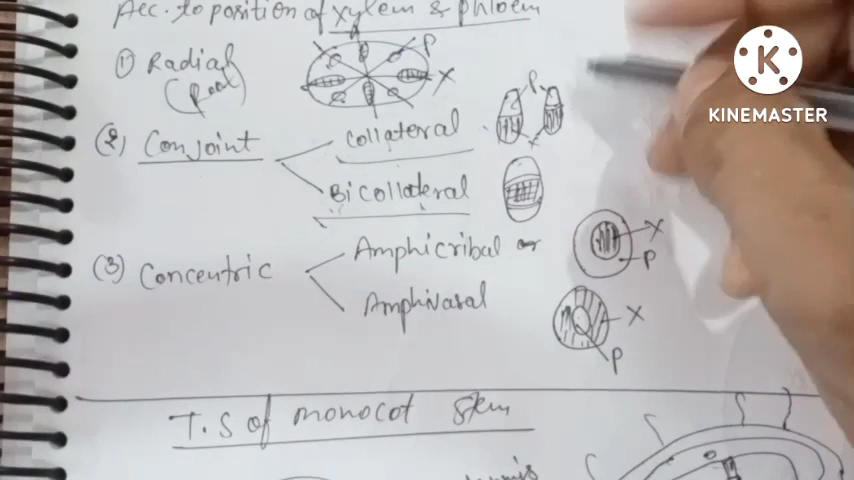 Acc. to position of xylem & phloem
(1) Radial
(Root)
P
X
(2) Conjoint
Collateral
P
X
Bicollateral
(3) Concentric
Amphicribal or
X
P
Amphivasal
X
P
T.S of monocot stem
K
KINEMASTER